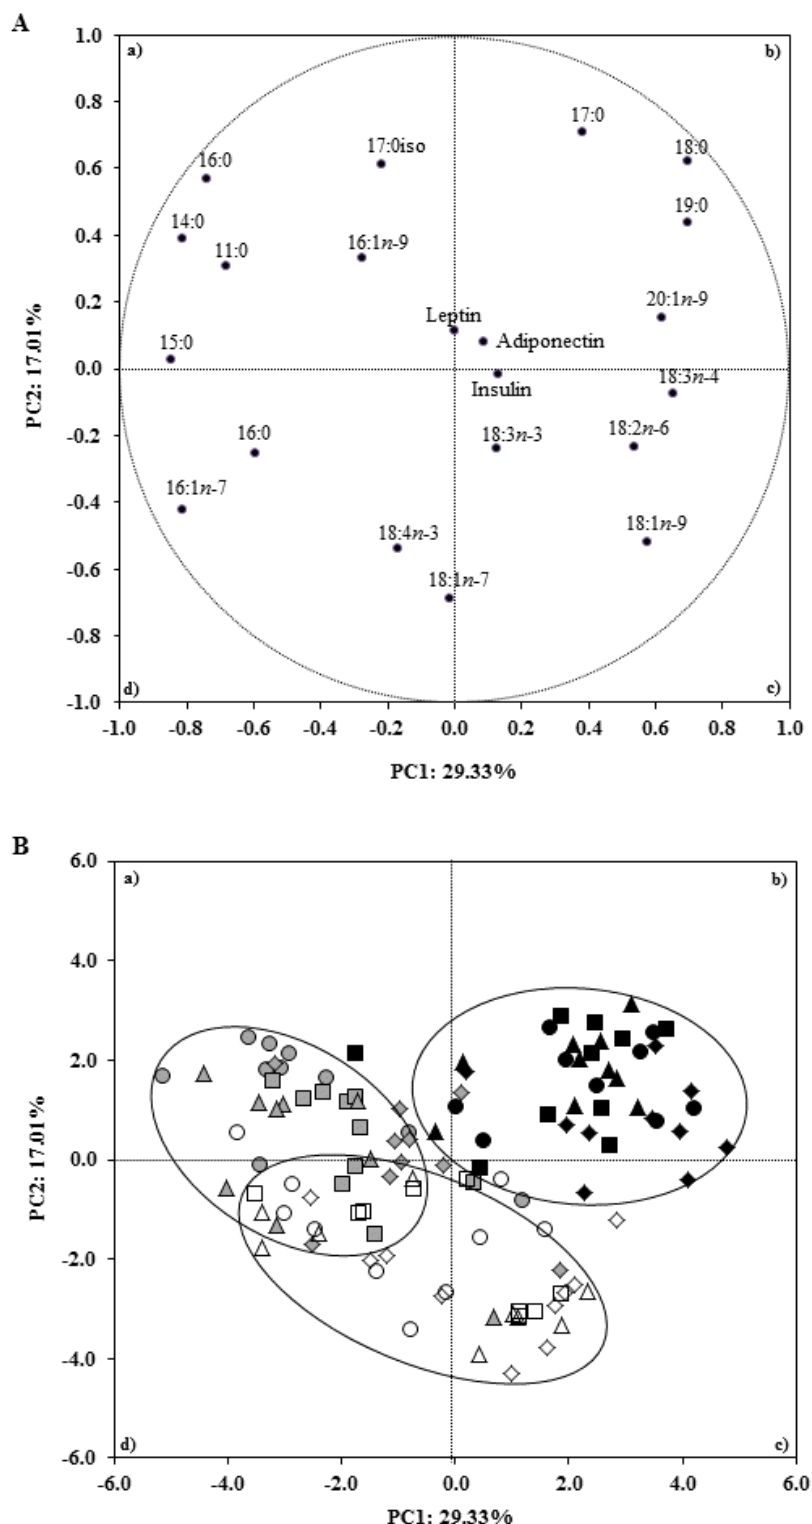 A
1.0
a)
b)
17:0
0.8
17:0iso
18:0
16:0
0.6
19:0
14:0
16:1n-9
0.4
11:0
20:1n-9
0.2
Leptin
Adiponectin
15:0
0.0
18:3n-4
Insulin
PC2: 17.01%
-0.2
16:0
18:3n-3
18:2n-6
-0.4
16:1n-7
18:1n-9
18:4n-3
-0.6
18:1n-7
-0.8
d)
c)
-1.0
-1.0 -0.8 -0.6 -0.4 -0.2 0.0 0.2 0.4 0.6 0.8 1.0
PC1: 29.33%
B
6.0
a)
b)
4.0
2.0
0.0
PC2: 17.01%
-2.0
-4.0
d)
c)
-6.0
-6.0 -4.0 -2.0 0.0 2.0 4.0 6.0
PC1: 29.33%